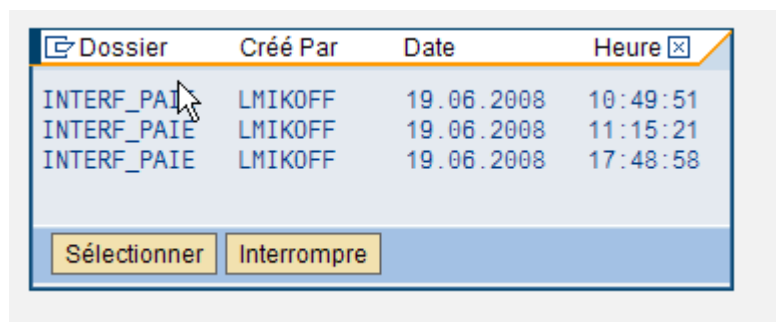 Dossier Créé Par Date Heure
INTERF_PAIE LMIKOFF 19.06.2008 10:49:51
INTERF_PAIE LMIKOFF 19.06.2008 11:15:21
INTERF_PAIE LMIKOFF 19.06.2008 17:48:58
Sélectionner Interrompre